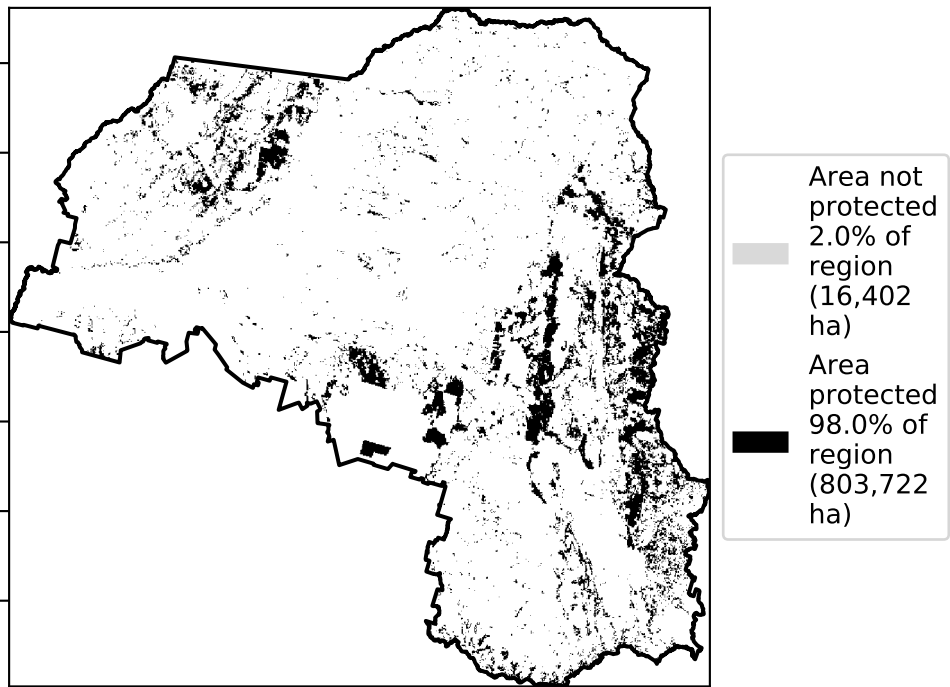 Area not
protected
2.0% of
region
(16,402
ha)
Area
protected
98.0% of
region
(803,722
ha)